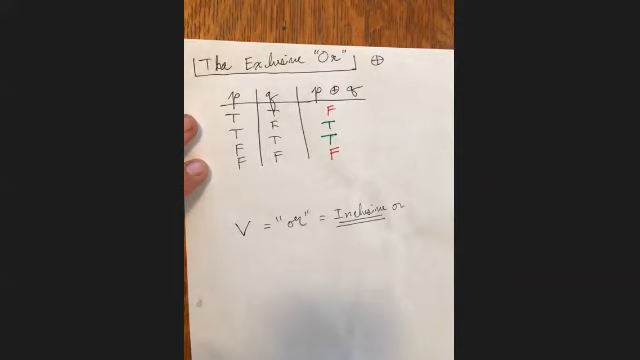 The Exclusive "Or" ⊕
p q p ⊕ q
T T F
T F T
F T T
F F F
V = "or" = Inclusive or